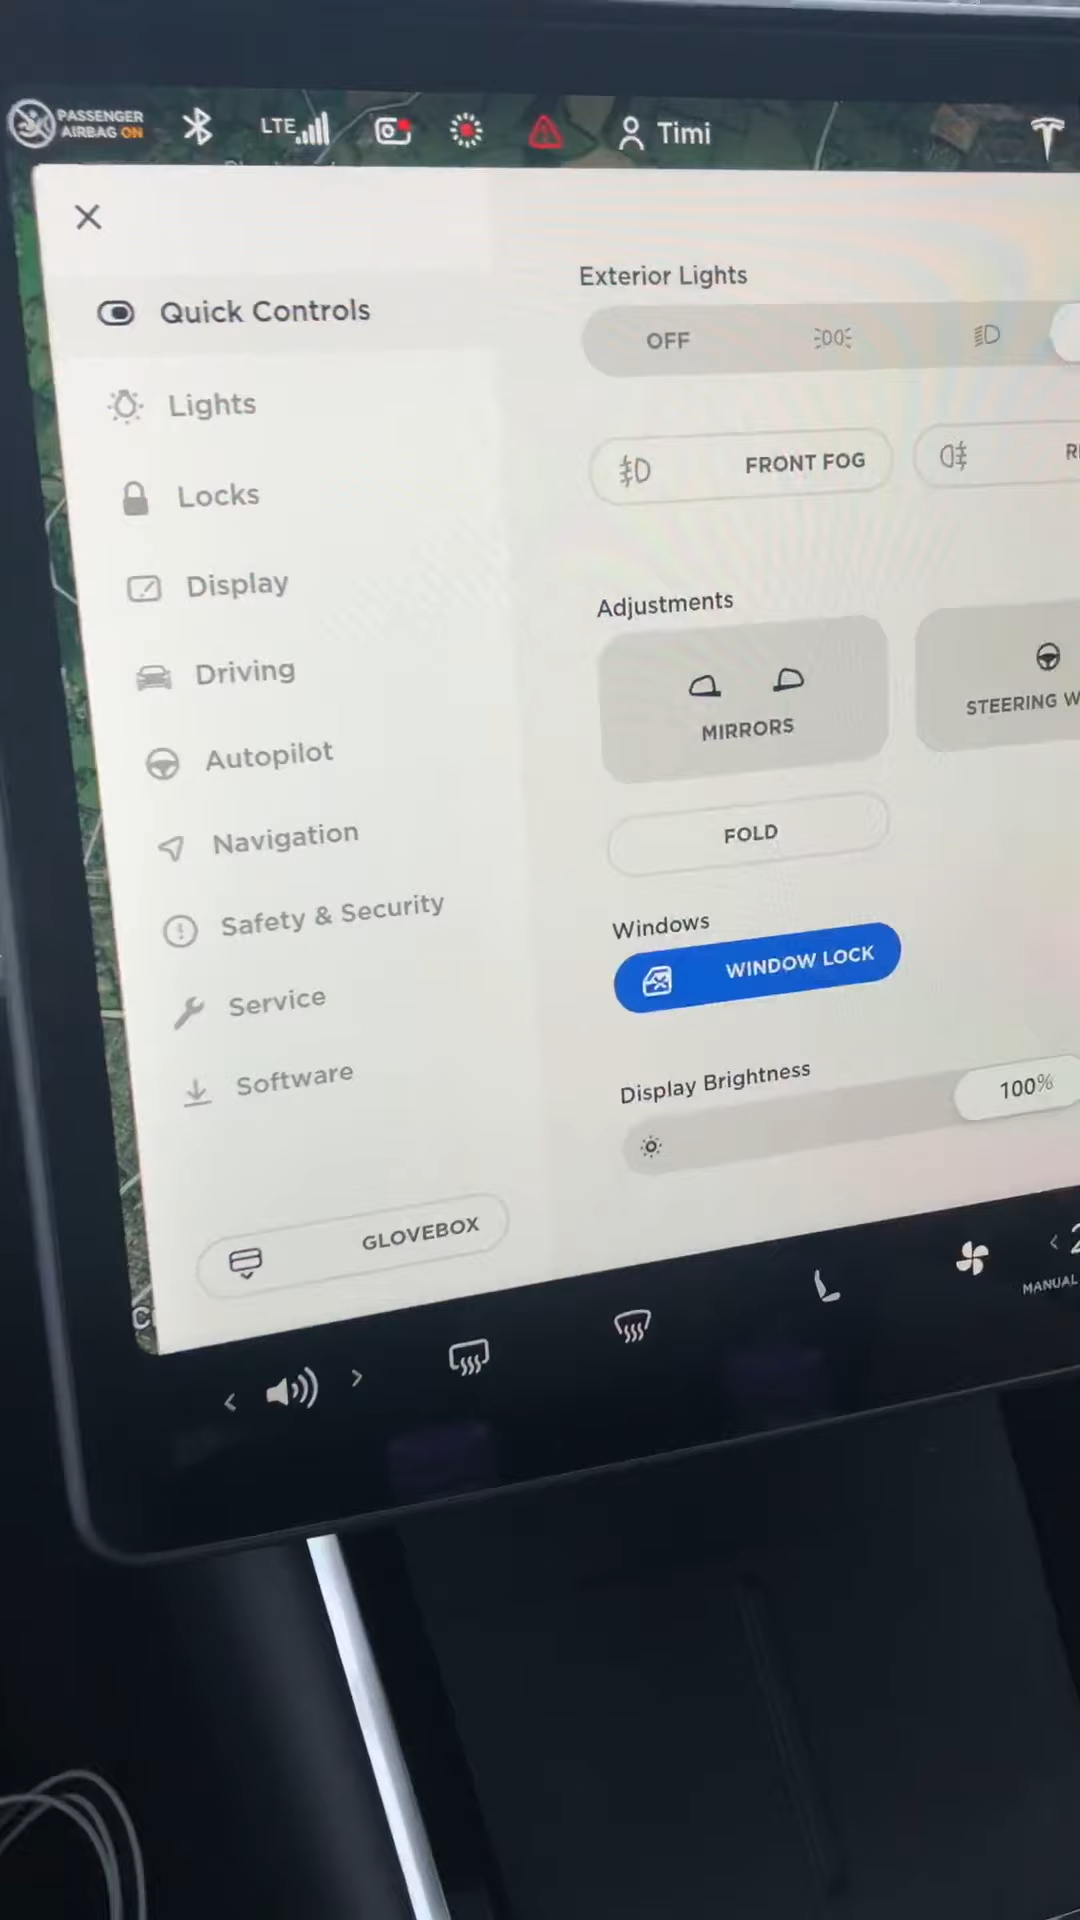 PASSENGER
AIRBAG ON
LTE
Timi
Quick Controls
Lights
Locks
Display
Driving
Autopilot
Navigation
Safety & Security
Service
Software
GLOVEBOX
Exterior Lights
OFF
FRONT FOG
Adjustments
MIRRORS
STEERING W
FOLD
Windows
WINDOW LOCK
Display Brightness
100%
MANUAL